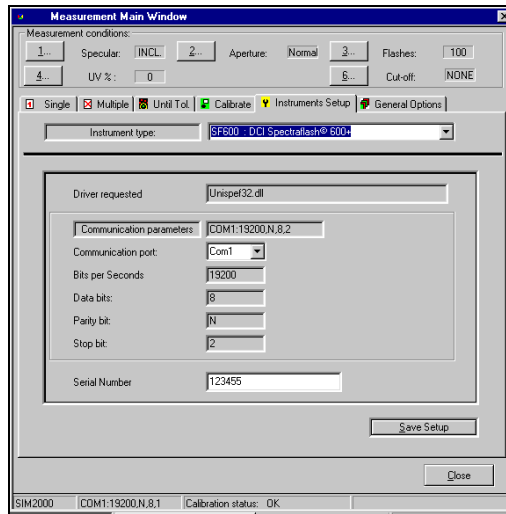 Measurement Main Window
Measurement conditions:
1... Specular: INCL. 2... Aperture: Normal 3... Flashes: 100
4... UV % : 0 6... Cut-off: NONE
Single Multiple Until Tol. Calibrate Instruments Setup General Options
Instrument type: SF600 : DCI Spectraflash® 600+
Driver requested Unispef32.dll
Communication parameters COM1:19200,N,8,2
Communication port: Com1
Bits per Seconds 19200
Data bits: 8
Parity bit: N
Stop bit: 2
Serial Number 123455
Save Setup
Close
SIM2000 COM1:19200,N,8,1 Calibration status: OK